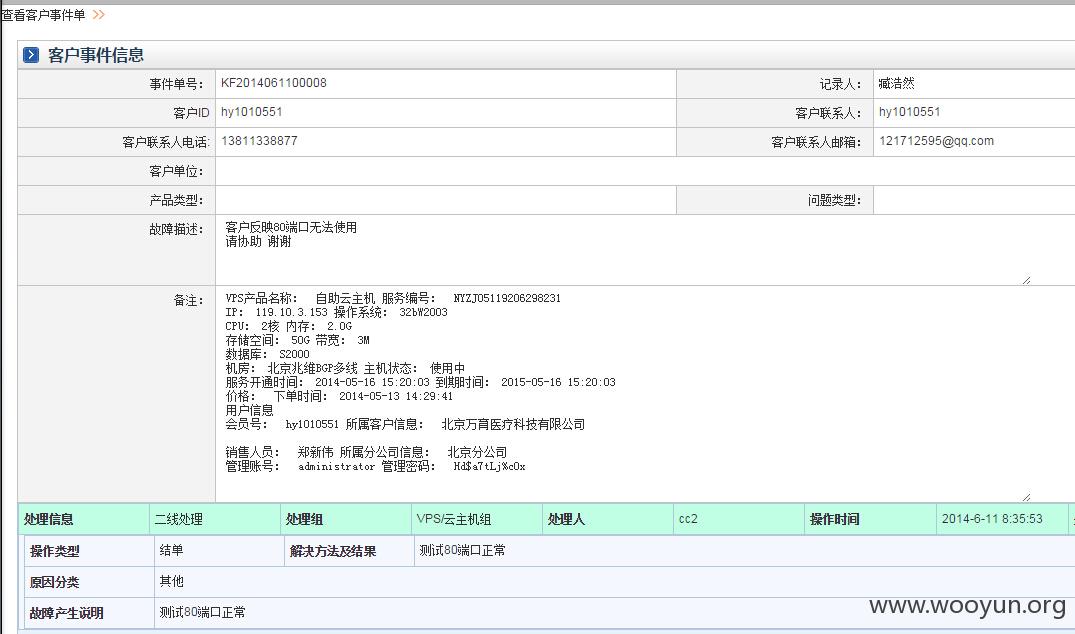 查看客户事件单 >>
客户事件信息
事件单号： KF2014061100008 记录人： 臧浩然
客户ID hy1010551 客户联系人： hy1010551
客户联系人电话： 13811338877 客户联系人邮箱： 121712595@qq.com
客户单位：
产品类型： 问题类型：
故障描述： 客户反映80端口无法使用
请协助 谢谢
备注： VPS产品名称： 自助云主机 服务编号： NYZJ05119206298231
IP： 119.10.3.153 操作系统： 32bW2003
CPU： 2核 内存： 2.0G
存储空间： 50G 带宽： 3M
数据库： S2000
机房： 北京兆维BGP多线 主机状态： 使用中
服务开通时间： 2014-05-16 15:20:03 到期时间： 2015-05-16 15:20:03
价格： 下单时间： 2014-05-13 14:29:41
用户信息
会员号： hy1010551 所属客户信息： 北京万育医疗科技有限公司
销售人员： 郑新伟 所属分公司信息： 北京分公司
管理账号： administrator 管理密码： Hd$a7tLj%cOx
处理信息 二线处理 处理组 VPS/云主机组 处理人 cc2 操作时间 2014-6-11 8:35:53
操作类型 结单 解决方法及结果 测试80端口正常
原因分类 其他
故障产生说明 测试80端口正常
www.wooyun.org